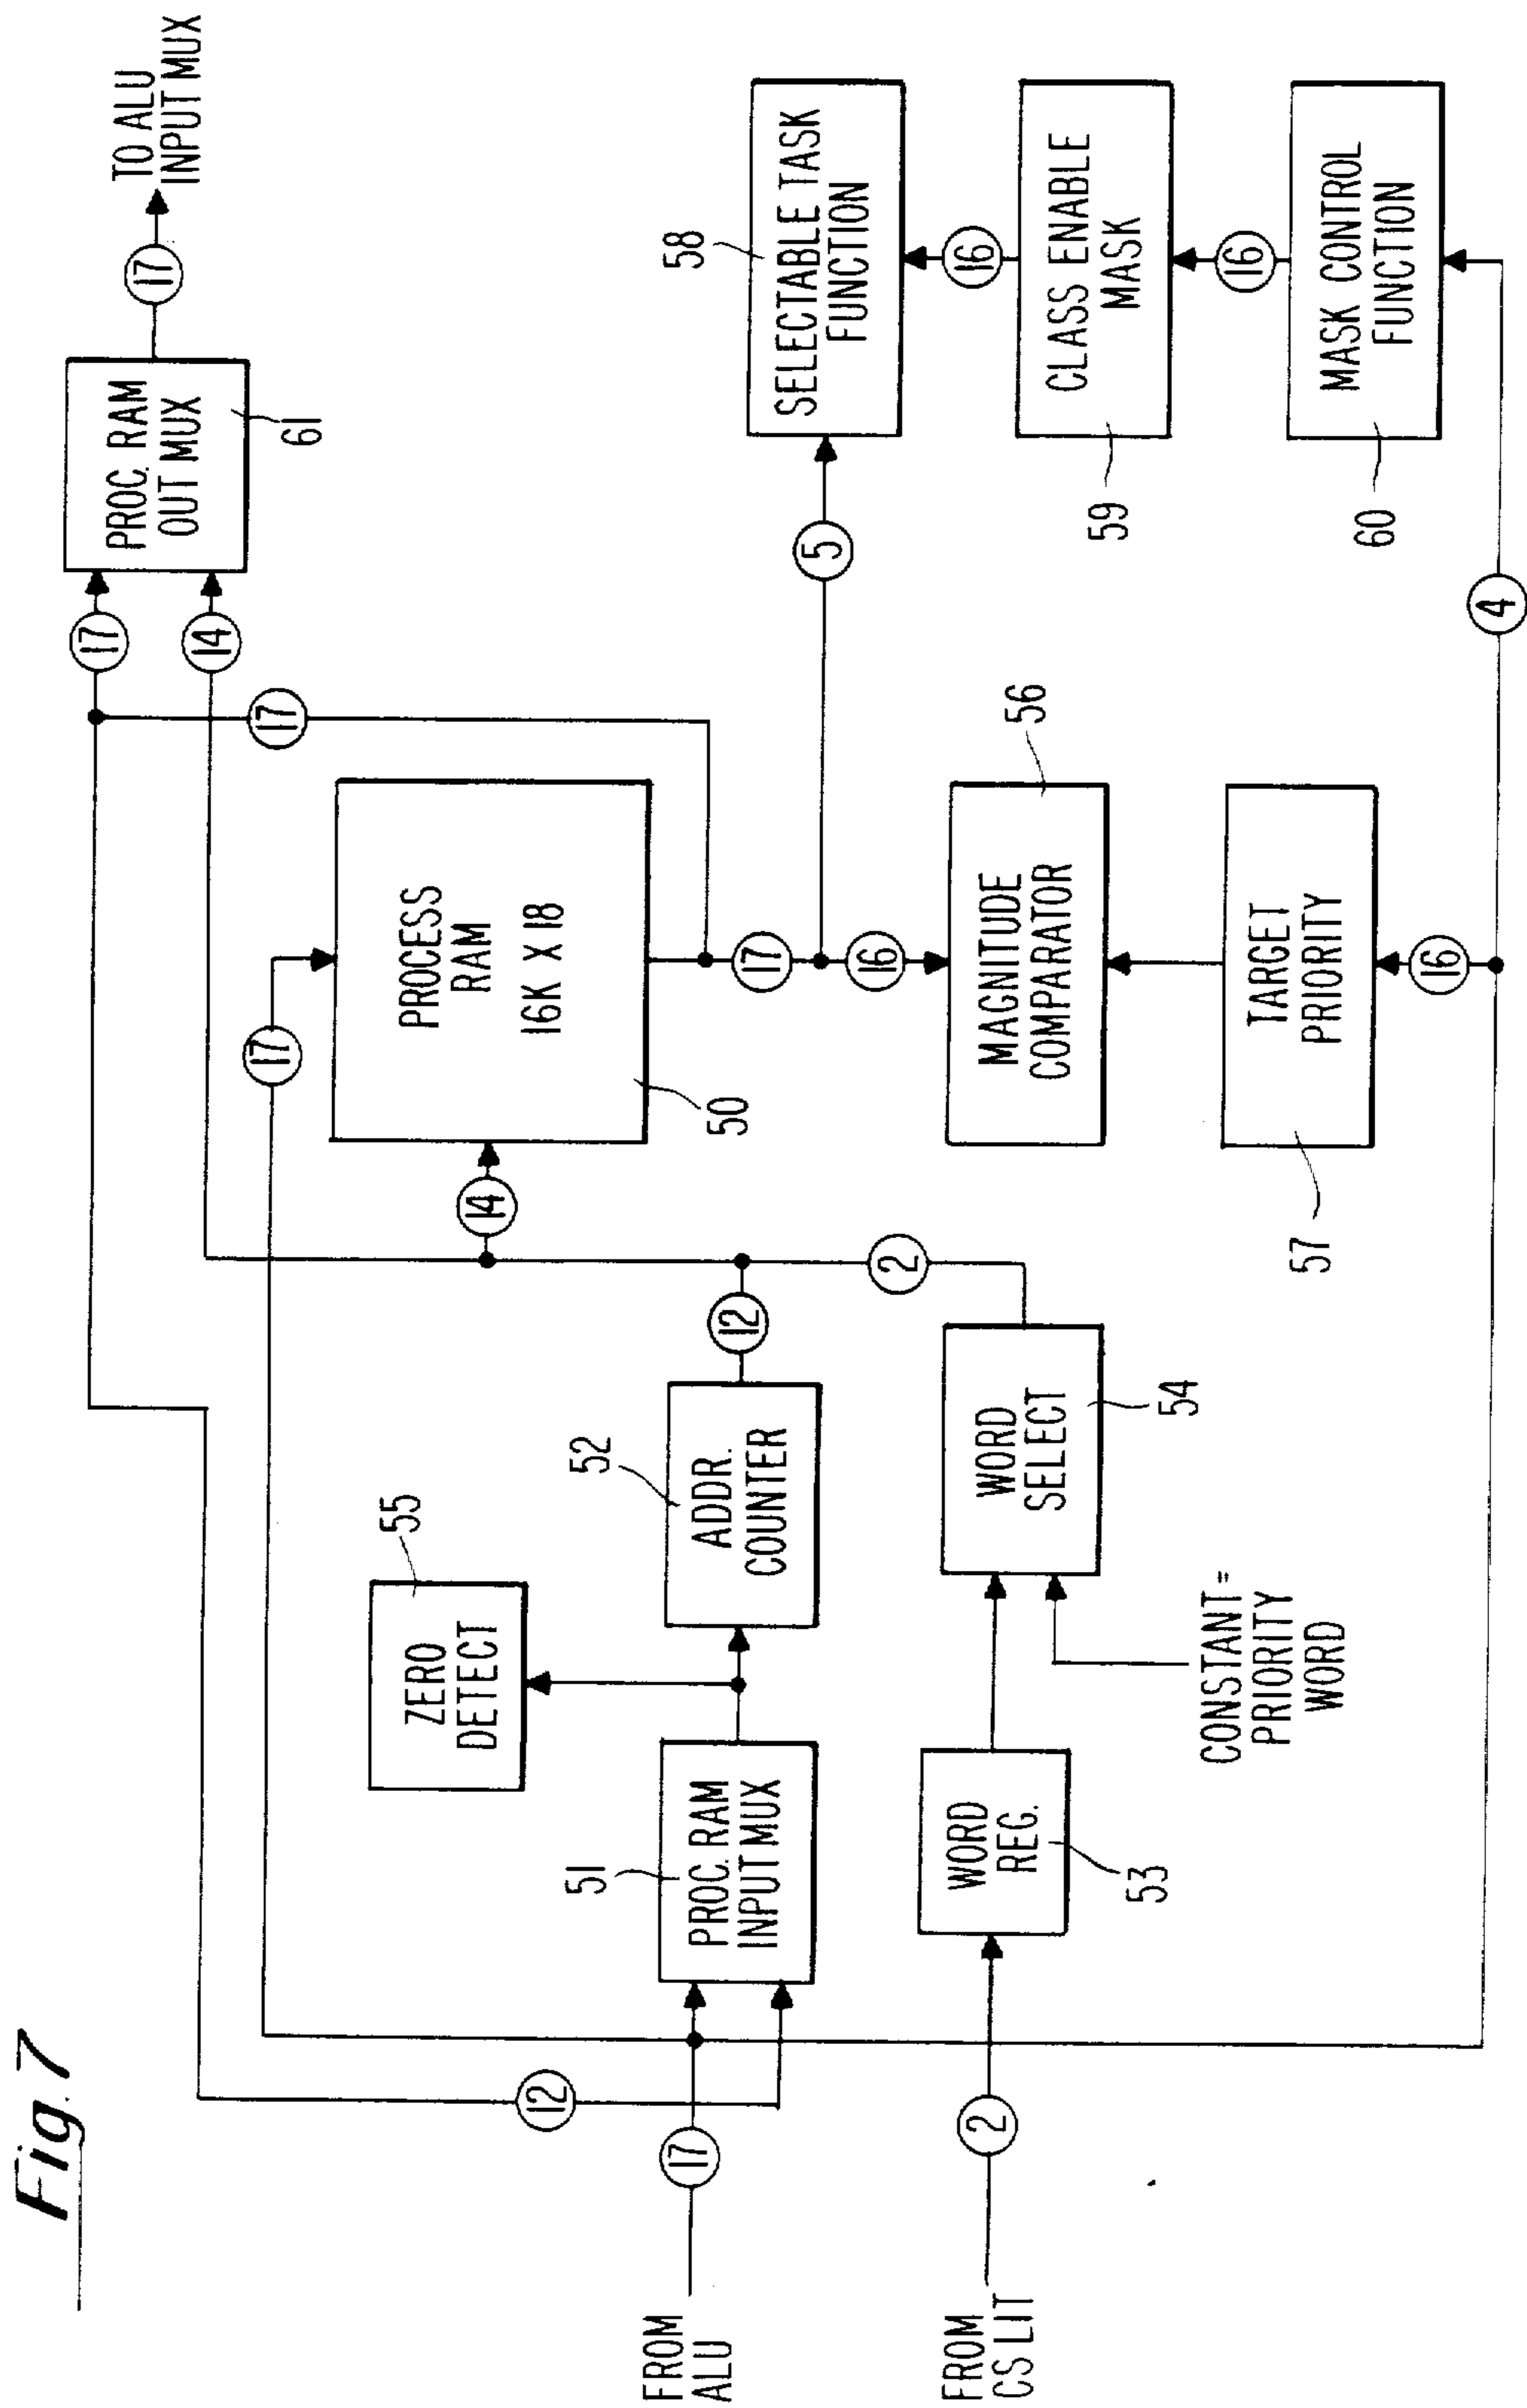 Fig. 7
TO ALU
INPUT MUX
17
PROC. RAM
OUT MUX
61
17
14
17
17
PROCESS
RAM
16K X 18
50
14
12
2
17
16
5
SELECTABLE TASK
FUNCTION
58
16
CLASS ENABLE
MASK
59
16
MASK CONTROL
FUNCTION
60
4
MAGNITUDE
COMPARATOR
56
TARGET
PRIORITY
57
16
ZERO
DETECT
55
ADDR.
COUNTER
52
PROC. RAM
INPUT MUX
51
WORD
SELECT
54
WORD
REG.
53
CONSTANT=
PRIORITY
WORD
12
17
FROM
ALU
2
FROM
CS LIT